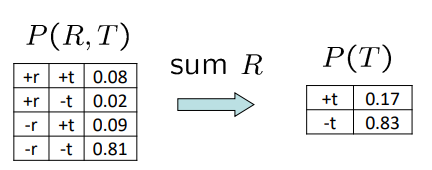 P(R, T)
+r +t 0.08
+r -t 0.02
-r +t 0.09
-r -t 0.81
sum R
P(T)
+t 0.17
-t 0.83